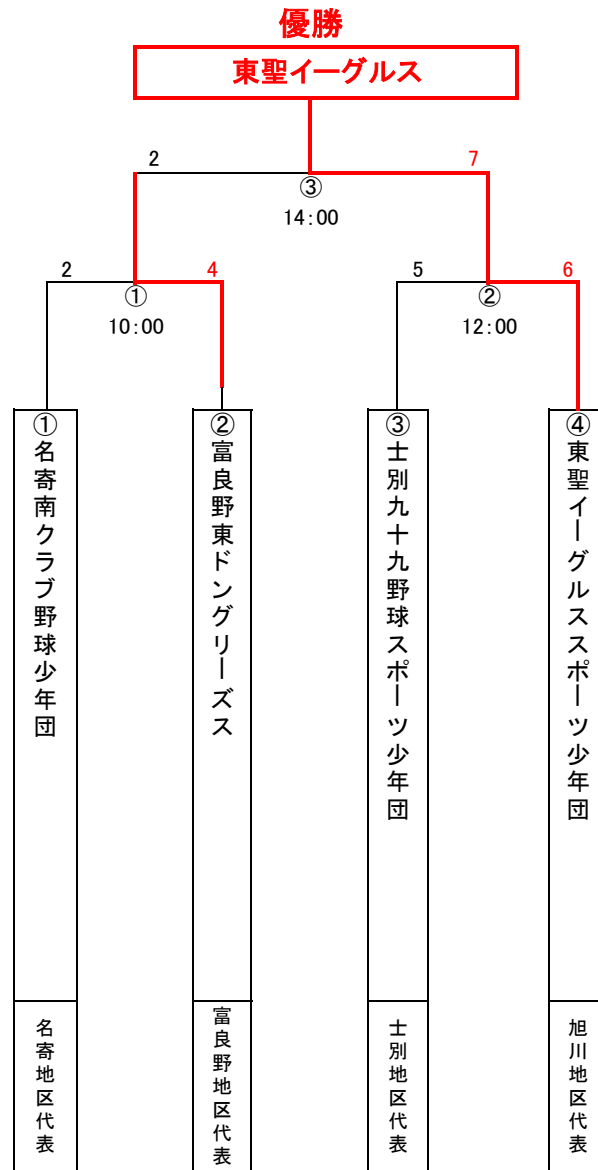 優勝
東聖イーグルス
2
7
③
14:00
2
4
5
6
①
②
10:00
12:00
①名寄南クラブ野球少年団
②富良野東ドングリーズス
③士別九十九野球スポーツ少年団
④東聖イーグルススポーツ少年団
名寄地区代表
富良野地区代表
士別地区代表
旭川地区代表